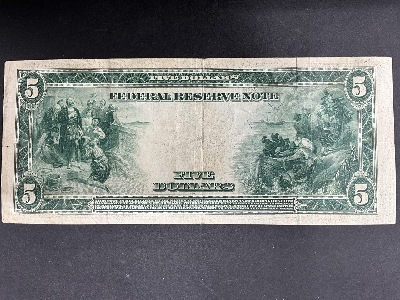 5 FIVE DOLLARS 5
FEDERAL RESERVE NOTE
FIVE
5 DOLLARS 5